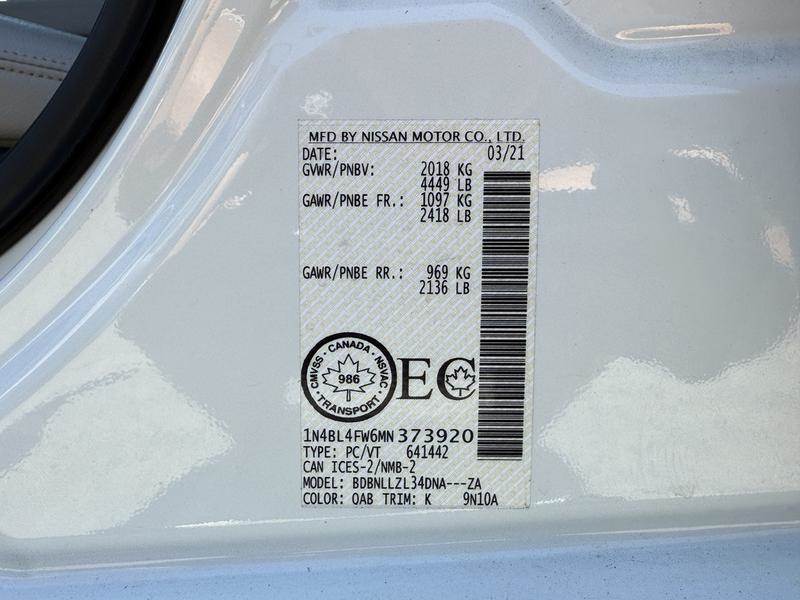 MFD BY NISSAN MOTOR CO., LTD.
DATE: 03/21
GVWR/PNBV: 2018 KG
4449 LB
GAWR/PNBE FR.: 1097 KG
2418 LB
GAWR/PNBE RR.: 969 KG
2136 LB
CMVSS · CANADA · NSVAC
986
· TRANSPORT ·
EC
1N4BL4FW6MN373920
TYPE: PC/VT 641442
CAN ICES-2/NMB-2
MODEL: BDBNLLZL34DNA---ZA
COLOR: QAB TRIM: K 9N10A